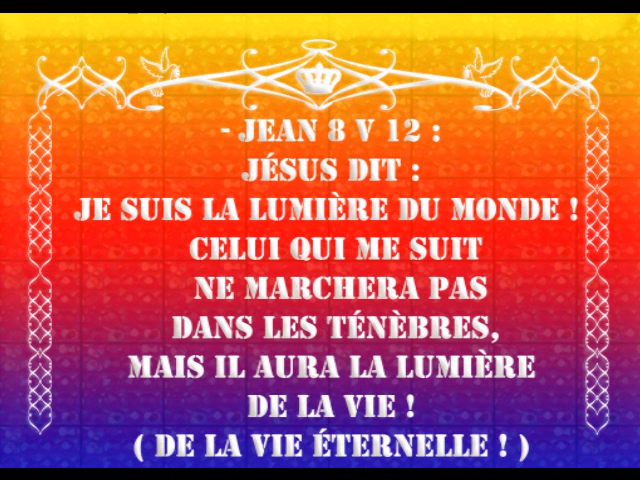 - JEAN 8 V 12 :
JÉSUS DIT :
JE SUIS LA LUMIÈRE DU MONDE !
CELUI QUI ME SUIT
NE MARCHERA PAS
DANS LES TÉNÈBRES,
MAIS IL AURA LA LUMIÈRE
DE LA VIE !
( DE LA VIE ÉTERNELLE ! )